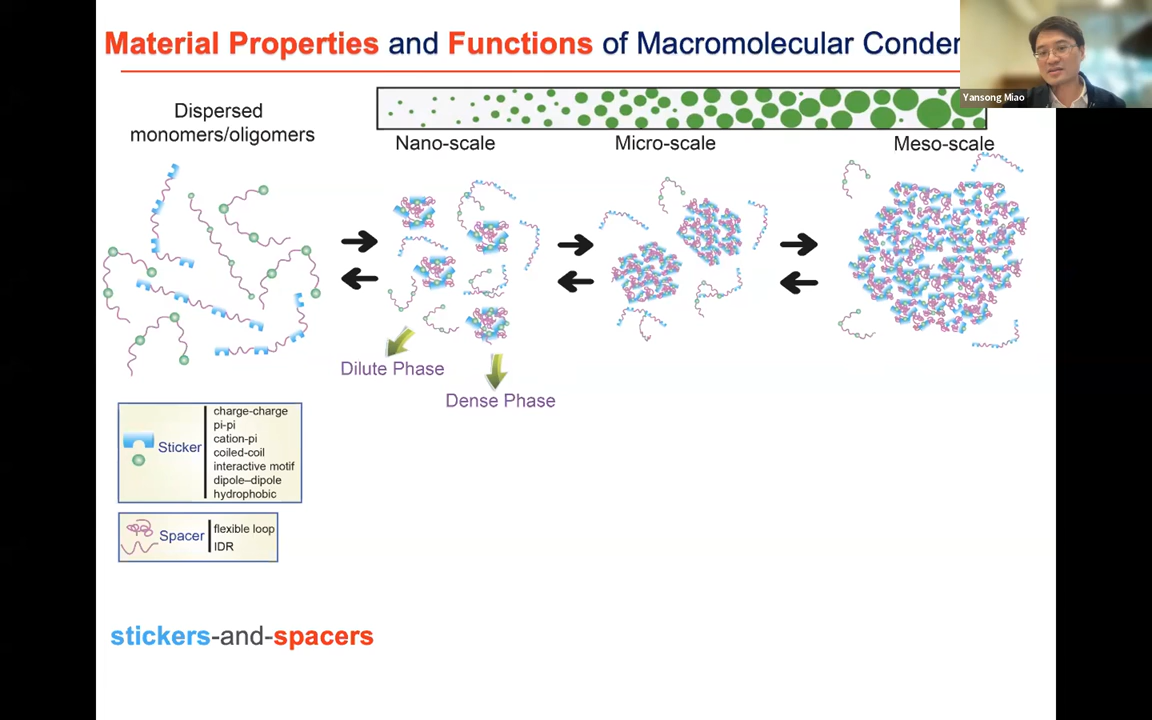 Material Properties and Functions of Macromolecular
Yansong Miao
Dispersed
monomers/oligomers
Nano-scale
Micro-scale
Meso-scale
Dilute Phase
Dense Phase
Sticker
charge-charge
pi-pi
cation-pi
coiled-coil
interactive motif
dipole–dipole
hydrophobic
Spacer
flexible loop
IDR
stickers-and-spacers